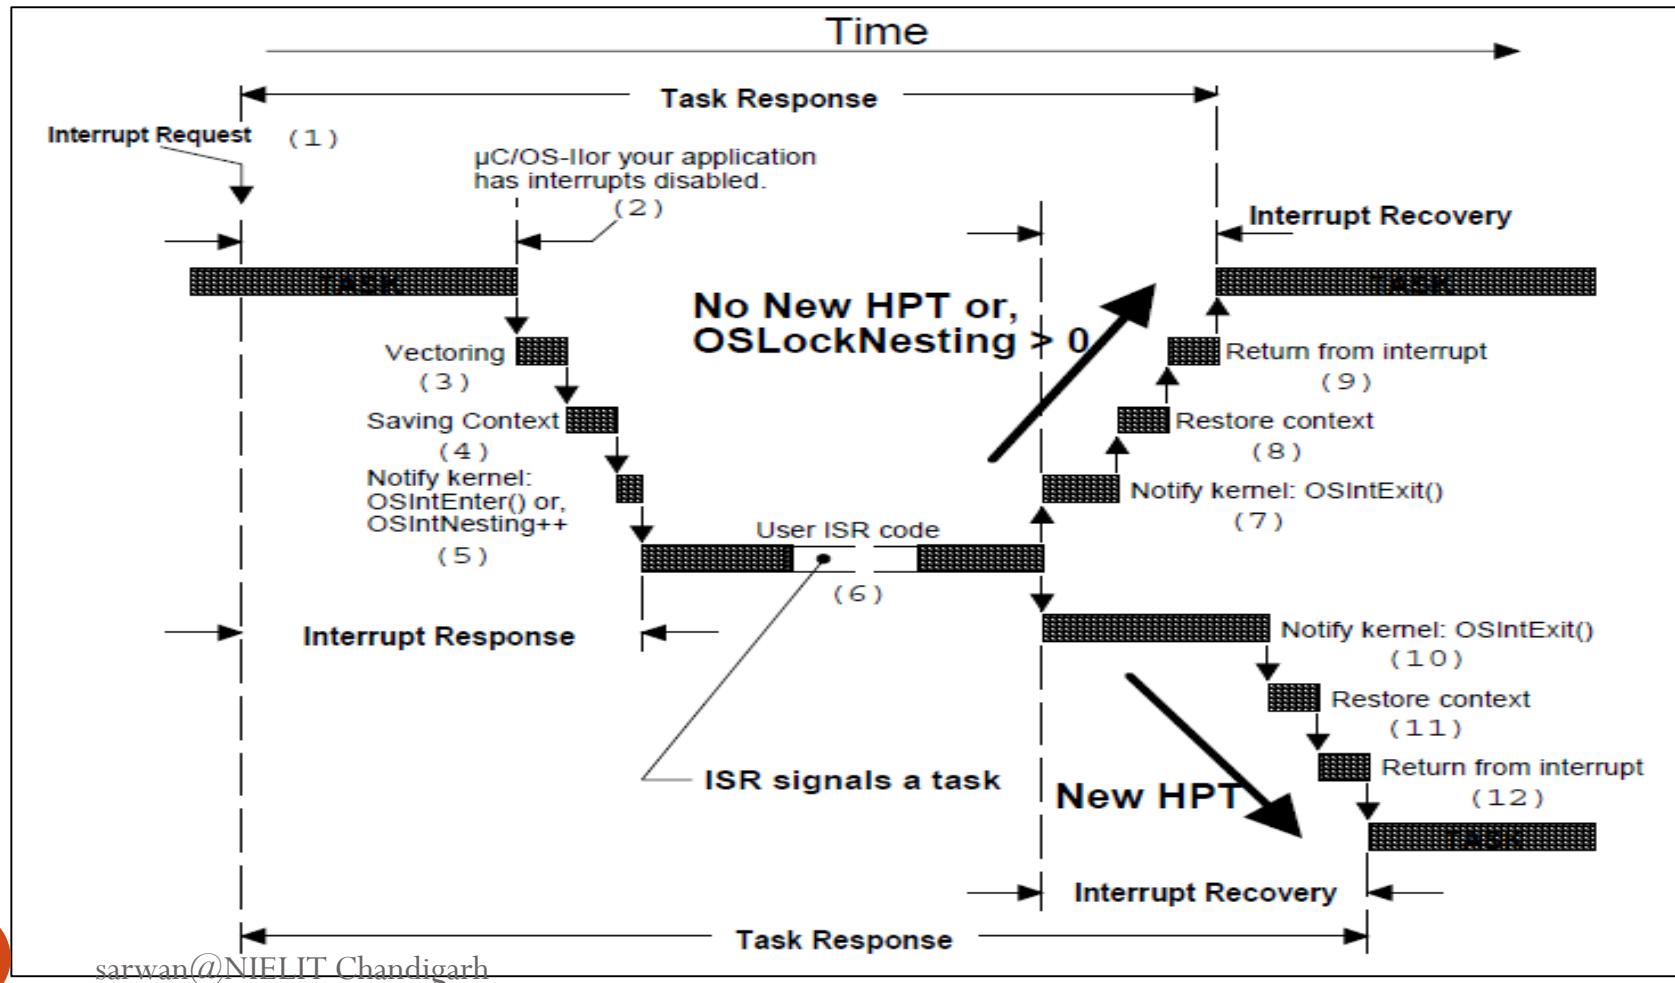 Time
Task Response
Interrupt Request (1)
µC/OS-IIor your application
has interrupts disabled.
(2)
Interrupt Recovery
TASK
TASK
No New HPT or,
OSLockNesting > 0
Vectoring
(3)
Return from interrupt
(9)
Saving Context
(4)
Restore context
(8)
Notify kernel:
OSIntEnter() or,
OSIntNesting++
(5)
Notify kernel: OSIntExit()
(7)
User ISR code
(6)
Interrupt Response
Notify kernel: OSIntExit()
(10)
Restore context
(11)
ISR signals a task
Return from interrupt
(12)
New HPT
TASK
Interrupt Recovery
Task Response
sarwan@NIELIT Chandigarh